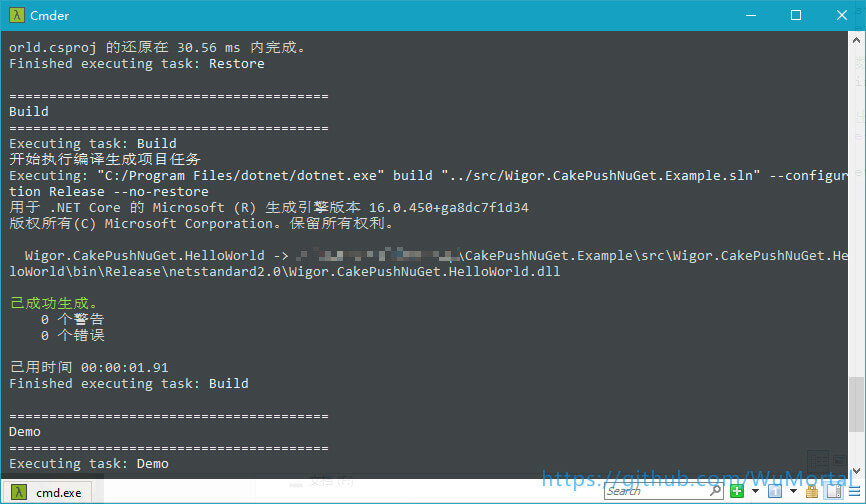 Cmder
orld.csproj 的还原在 30.56 ms 内完成。
Finished executing task: Restore
========================================
Build
========================================
Executing task: Build
开始执行编译生成项目任务
Executing: "C:/Program Files/dotnet/dotnet.exe" build "../src/Wigor.CakePushNuGet.Example.sln" --configura
tion Release --no-restore
用于 .NET Core 的 Microsoft (R) 生成引擎版本 16.0.450+ga8dc7f1d34
版权所有(C) Microsoft Corporation。保留所有权利。
Wigor.CakePushNuGet.HelloWorld -> \CakePushNuGet.Example\src\Wigor.CakePushNuGet.He
lloWorld\bin\Release\netstandard2.0\Wigor.CakePushNuGet.HelloWorld.dll
已成功生成。
0 个警告
0 个错误
已用时间 00:00:01.91
Finished executing task: Build
========================================
Demo
========================================
Executing task: Demo
https://github.com/WuMortal
cmd.exe
Search